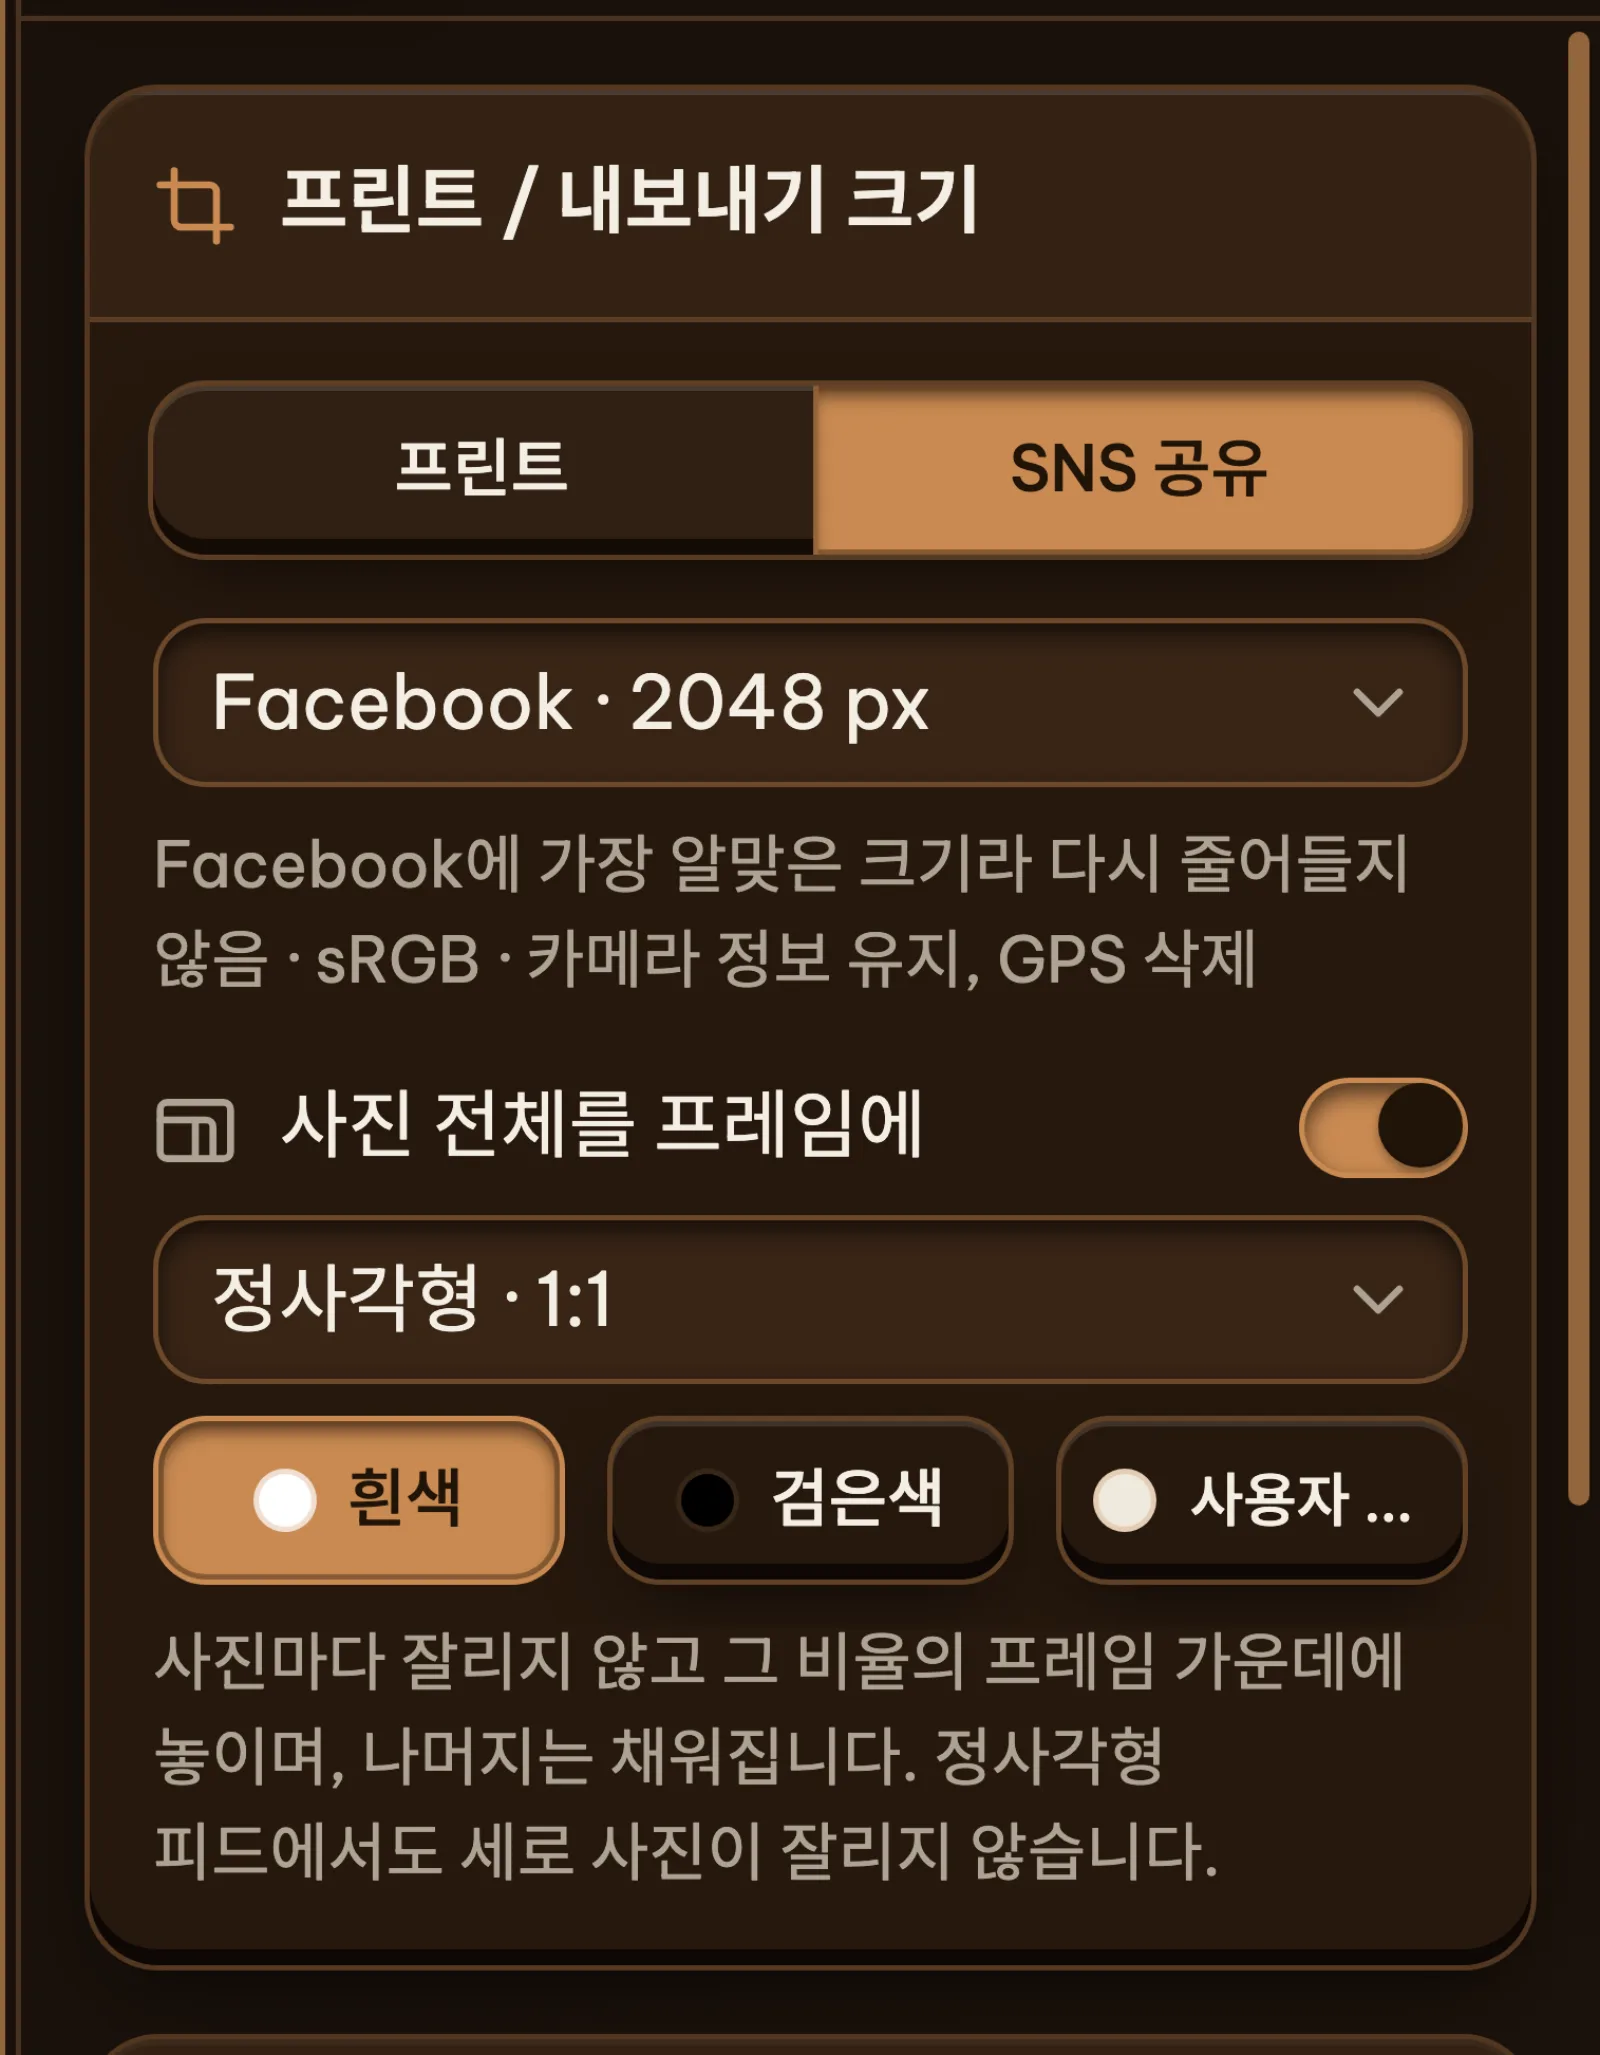 프린트 / 내보내기 크기
프린트
SNS 공유
Facebook · 2048 px
Facebook에 가장 알맞은 크기라 다시 줄어들지
않음 · sRGB · 카메라 정보 유지, GPS 삭제
사진 전체를 프레임에
정사각형 · 1:1
흰색
검은색
사용자 ...
사진마다 잘리지 않고 그 비율의 프레임 가운데에
놓이며, 나머지는 채워집니다. 정사각형
피드에서도 세로 사진이 잘리지 않습니다.